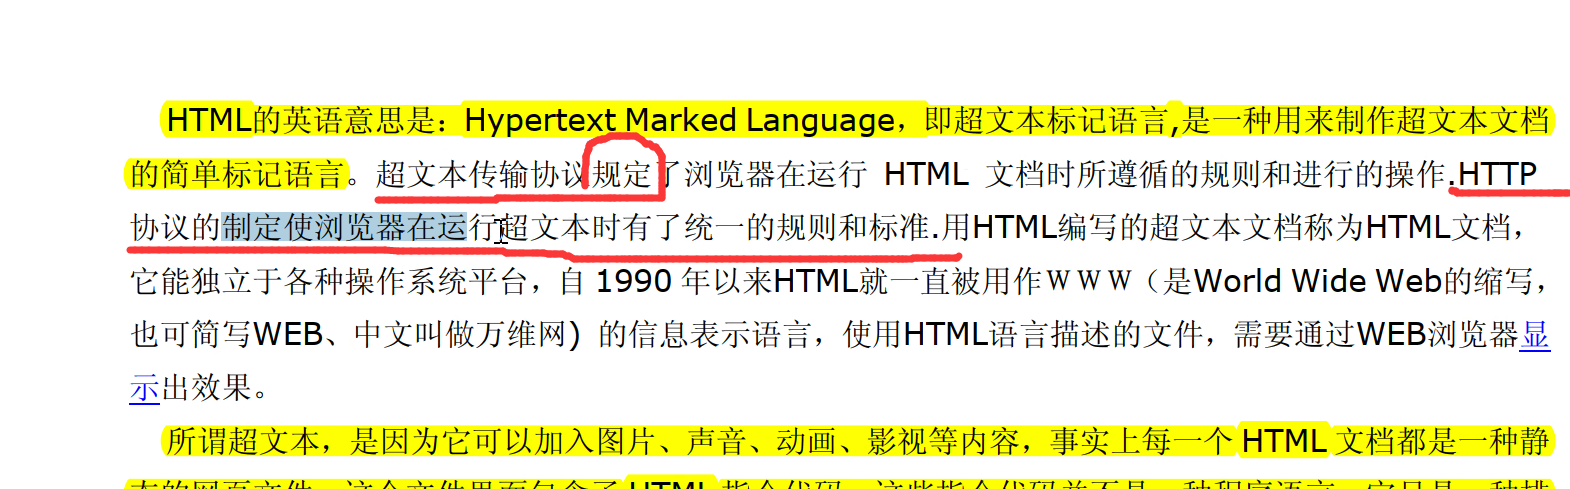 HTML的英语意思是：Hypertext Marked Language，即超文本标记语言,是一种用来制作超文本文档
的简单标记语言。超文本传输协议规定了浏览器在运行 HTML 文档时所遵循的规则和进行的操作.HTTP
协议的制定使浏览器在运行超文本时有了统一的规则和标准.用HTML编写的超文本文档称为HTML文档，
它能独立于各种操作系统平台，自 1990 年以来HTML就一直被用作ＷＷＷ（是World Wide Web的缩写，
也可简写WEB、中文叫做万维网）的信息表示语言，使用HTML语言描述的文件，需要通过WEB浏览器显
示出效果。
所谓超文本，是因为它可以加入图片、声音、动画、影视等内容，事实上每一个 HTML 文档都是一种静